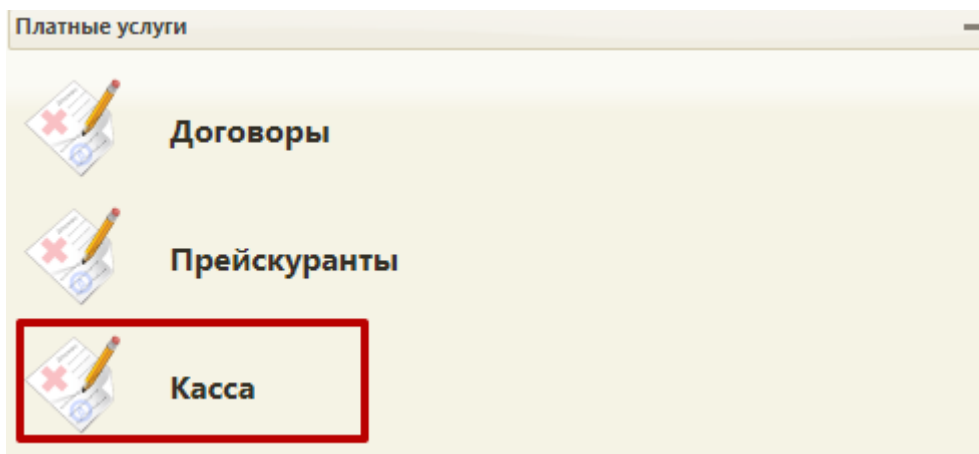 Платные услуги
Договоры
Прейскуранты
Касса